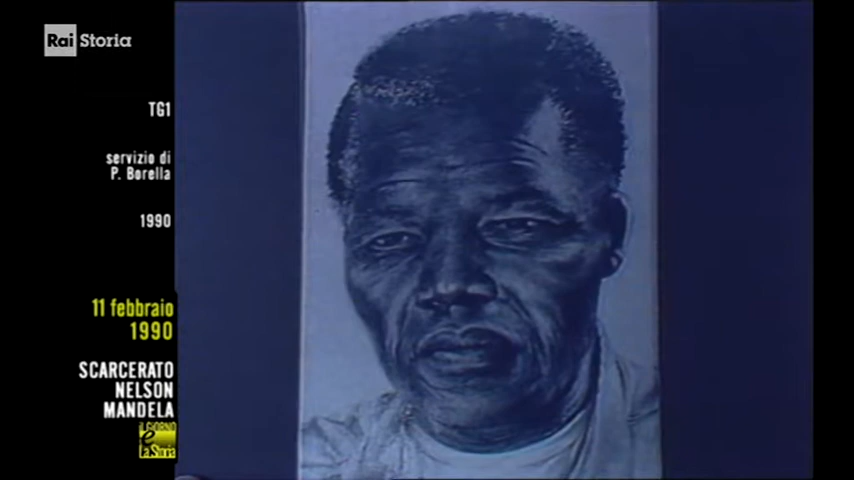 Rai Storia
TG1
servizio di
P. Borella
1990
11 febbraio
1990
SCARCERATO
NELSON
MANDELA
IL GIORNO
e
La Storia